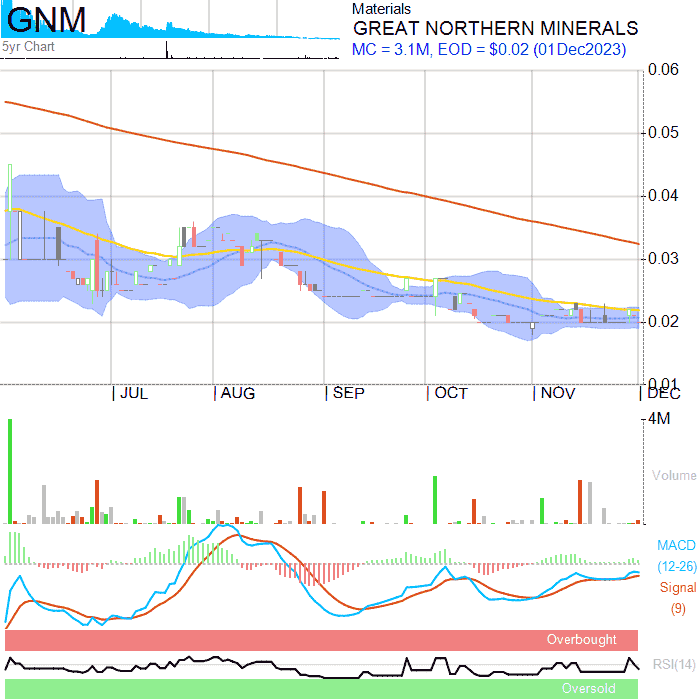 GNM
5yr Chart
Materials
GREAT NORTHERN MINERALS
MC = 3.1M, EOD = $0.02 (01Dec2023)
0.06
0.05
0.04
0.03
0.02
0.01
JUL
AUG
SEP
OCT
NOV
DEC
4M
Volume
MACD
(12-26)
Signal
(9)
Overbought
RSI(14)
Oversold